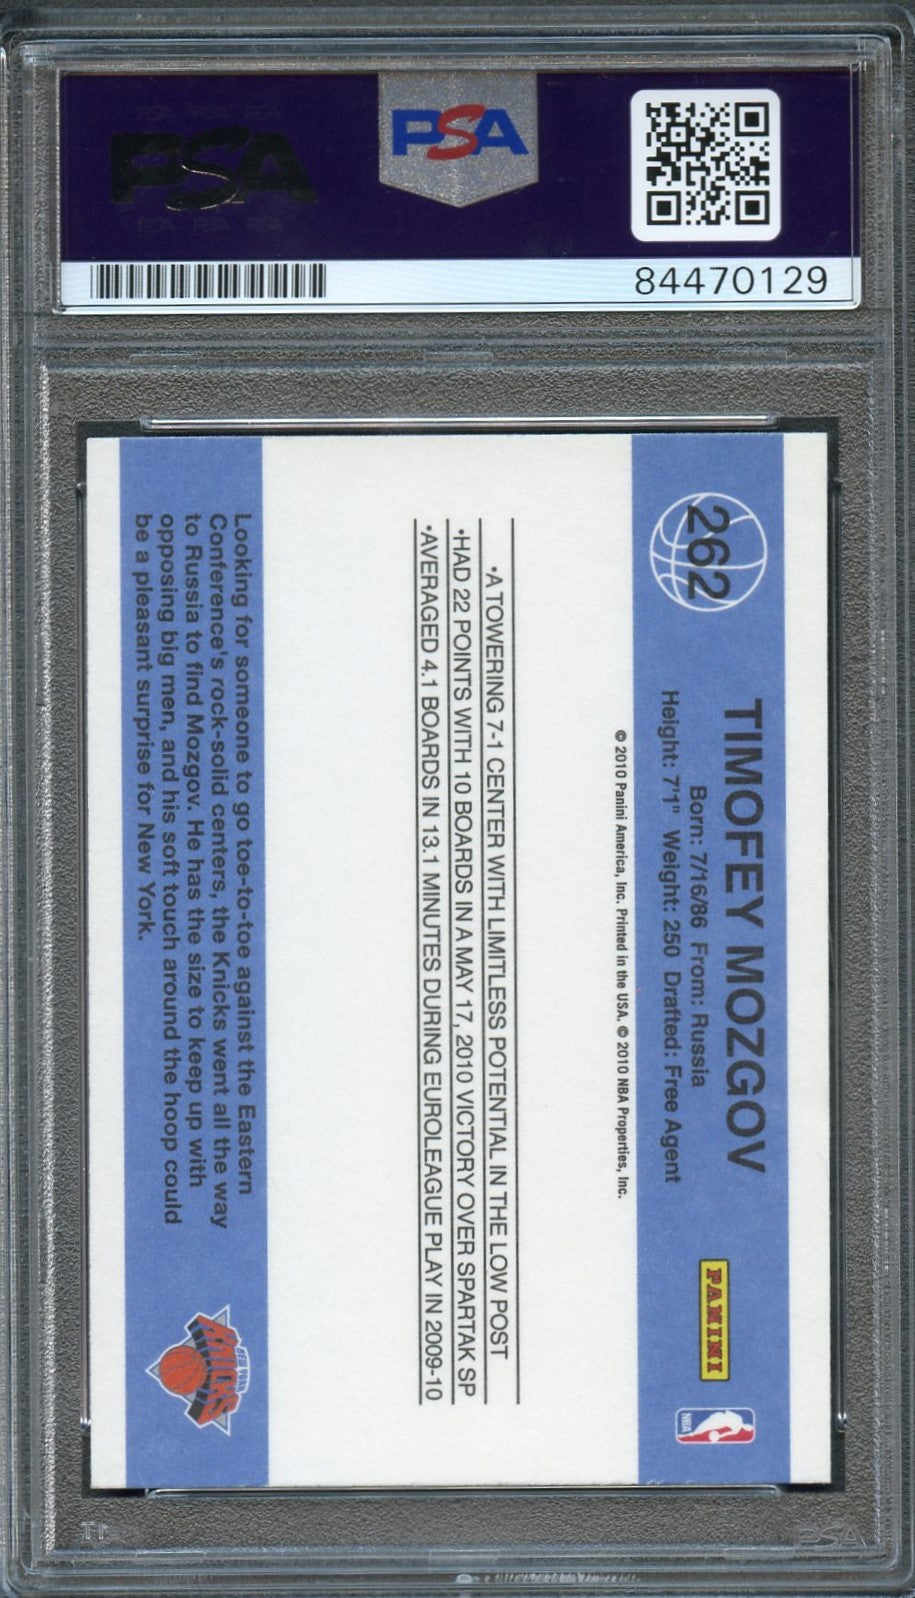 PSA
PSA
84470129
262
TIMOFEY MOZGOV
Born: 7/16/86 From: Russia
Height: 7'1" Weight: 250 Drafted: Free Agent
PANINI
NBA
© 2010 Panini America, Inc. Printed in the USA. © 2010 NBA Properties, Inc.
•A TOWERING 7-1 CENTER WITH LIMITLESS POTENTIAL IN THE LOW POST
•HAD 22 POINTS WITH 10 BOARDS IN A MAY 17, 2010 VICTORY OVER SPARTAK SP
•AVERAGED 4.1 BOARDS IN 13.1 MINUTES DURING EUROLEAGUE PLAY IN 2009-10
Looking for someone to go toe-to-toe against the Eastern
Conference's rock-solid centers, the Knicks went all the way
to Russia to find Mozgov. He has the size to keep up with
opposing big men, and his soft touch around the hoop could
be a pleasant surprise for New York.
NEW YORK
KNICKS
PSA